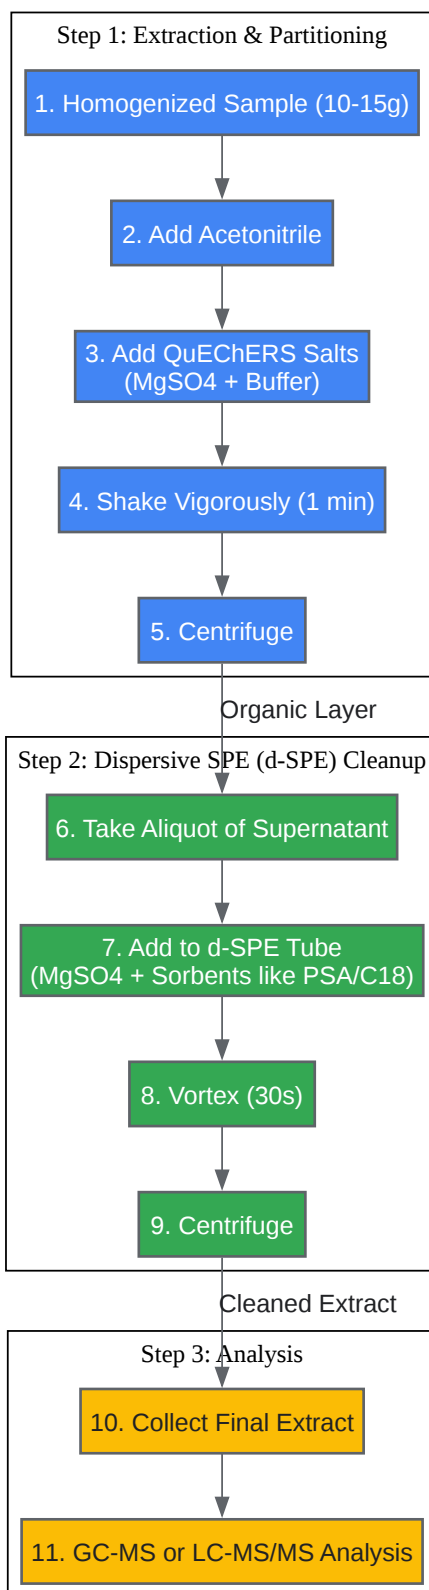 Step 1: Extraction & Partitioning
1. Homogenized Sample (10-15g)
2. Add Acetonitrile
3. Add QuEChERS Salts
(MgSO4 + Buffer)
4. Shake Vigorously (1 min)
5. Centrifuge
Organic Layer
Step 2: Dispersive SPE (d-SPE) Cleanup
6. Take Aliquot of Supernatant
7. Add to d-SPE Tube
(MgSO4 + Sorbents like PSA/C18)
8. Vortex (30s)
9. Centrifuge
Cleaned Extract
Step 3: Analysis
10. Collect Final Extract
11. GC-MS or LC-MS/MS Analysis